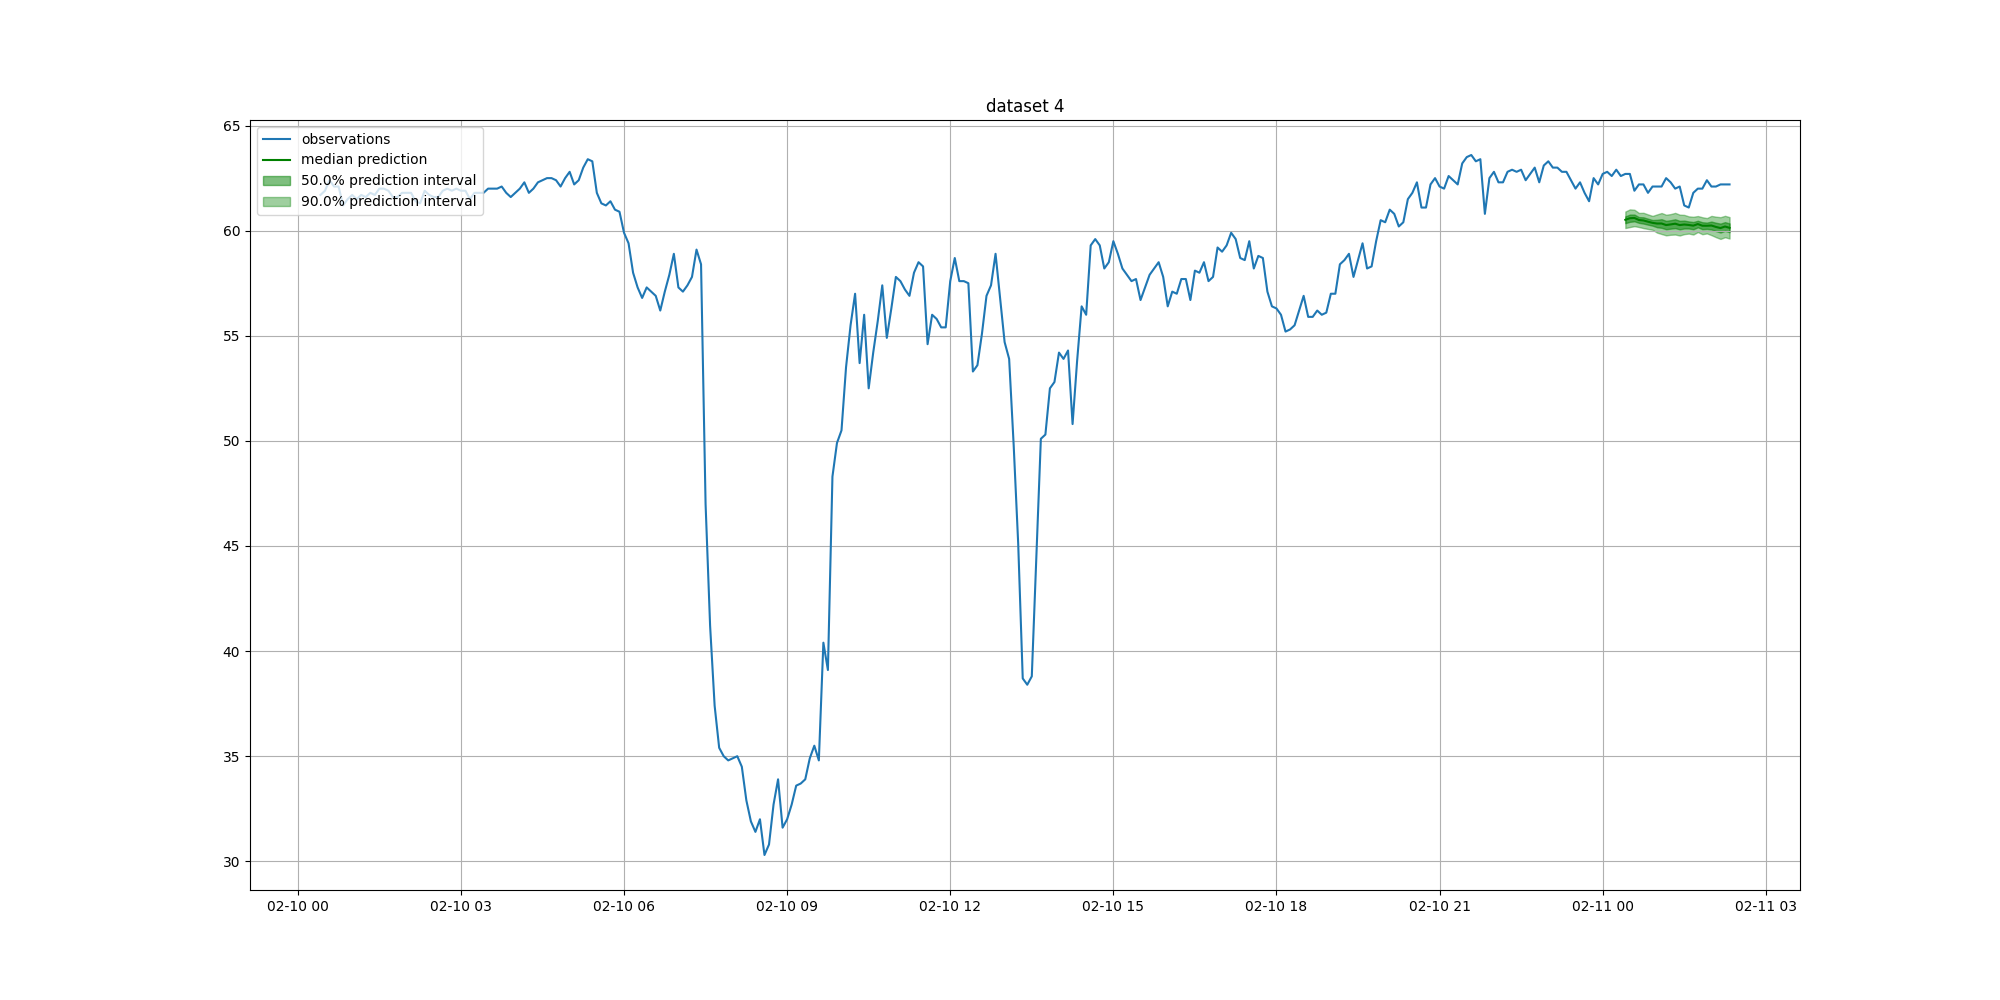 dataset 4
65
observations
median prediction
50.0% prediction interval
90.0% prediction interval
60
55
50
45
40
35
30
02-10 00 02-10 03 02-10 06 02-10 09 02-10 12 02-10 15 02-10 18 02-10 21 02-11 00 02-11 03